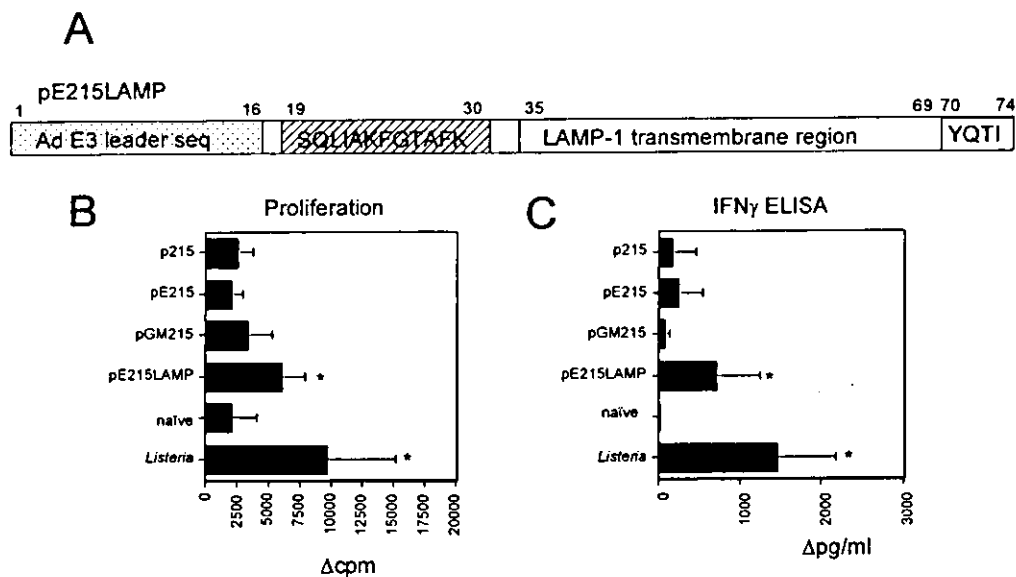 A
pE215LAMP
1 16 19 30 35 69 70 74
Ad E3 leader seq SQLIAKFGTAFK LAMP-1 transmembrane region YQTI
B
Proliferation
p215
pE215
pGM215
pE215LAMP *
naïve
Listeria *
0 2500 5000 7500 10000 12500 15000 17500 20000
Δcpm
C
IFNγ ELISA
p215
pE215
pGM215
pE215LAMP *
naïve
Listeria *
0 1000 2000 3000
Δpg/ml